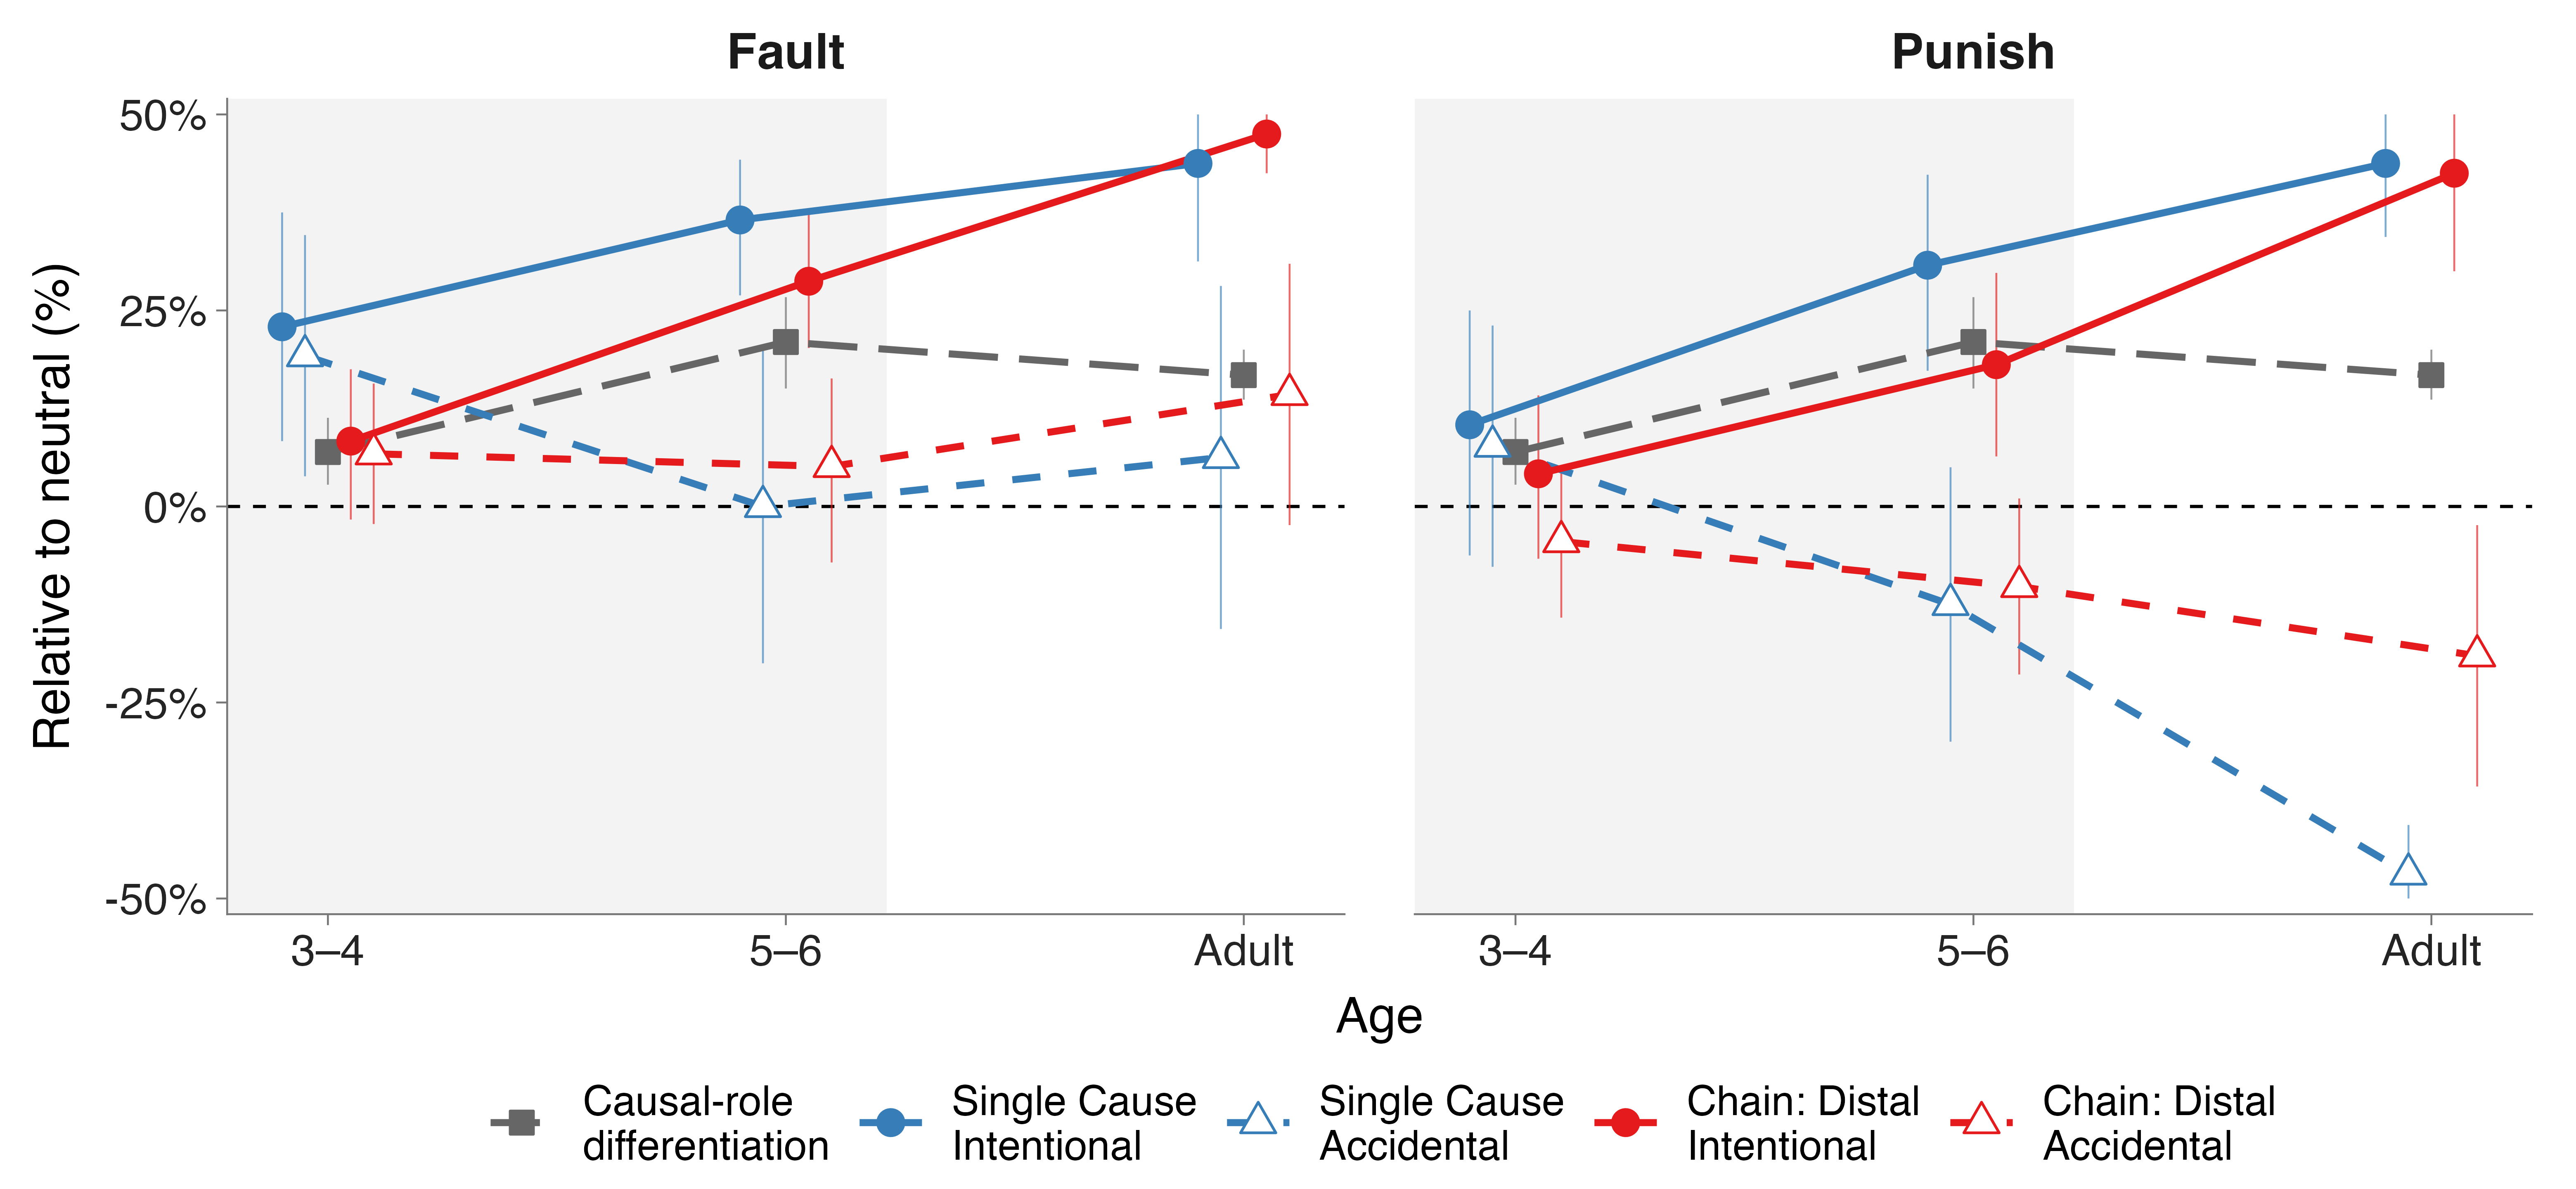 Fault
Punish
Relative to neutral (%)
50%
25%
0%
-25%
-50%
3–4
5–6
Adult
3–4
5–6
Adult
Age
Causal-role
differentiation
Single Cause
Intentional
Single Cause
Accidental
Chain: Distal
Intentional
Chain: Distal
Accidental